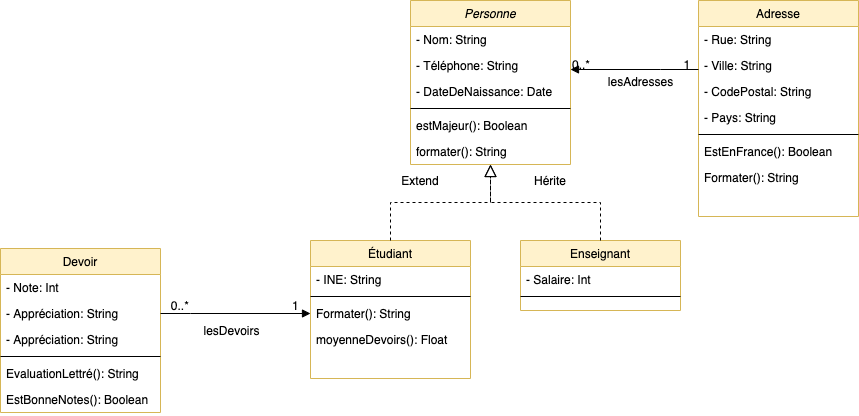 Personne
- Nom: String
- Téléphone: String
- DateDeNaissance: Date
estMajeur(): Boolean
formater(): String
Adresse
- Rue: String
- Ville: String
- CodePostal: String
- Pays: String
EstEnFrance(): Boolean
Formater(): String
0..*
1
lesAdresses
Extend
Hérite
Devoir
- Note: Int
- Appréciation: String
- Appréciation: String
EvaluationLettré(): String
EstBonneNotes(): Boolean
0..*
1
lesDevoirs
Étudiant
- INE: String
Formater(): String
moyenneDevoirs(): Float
Enseignant
- Salaire: Int